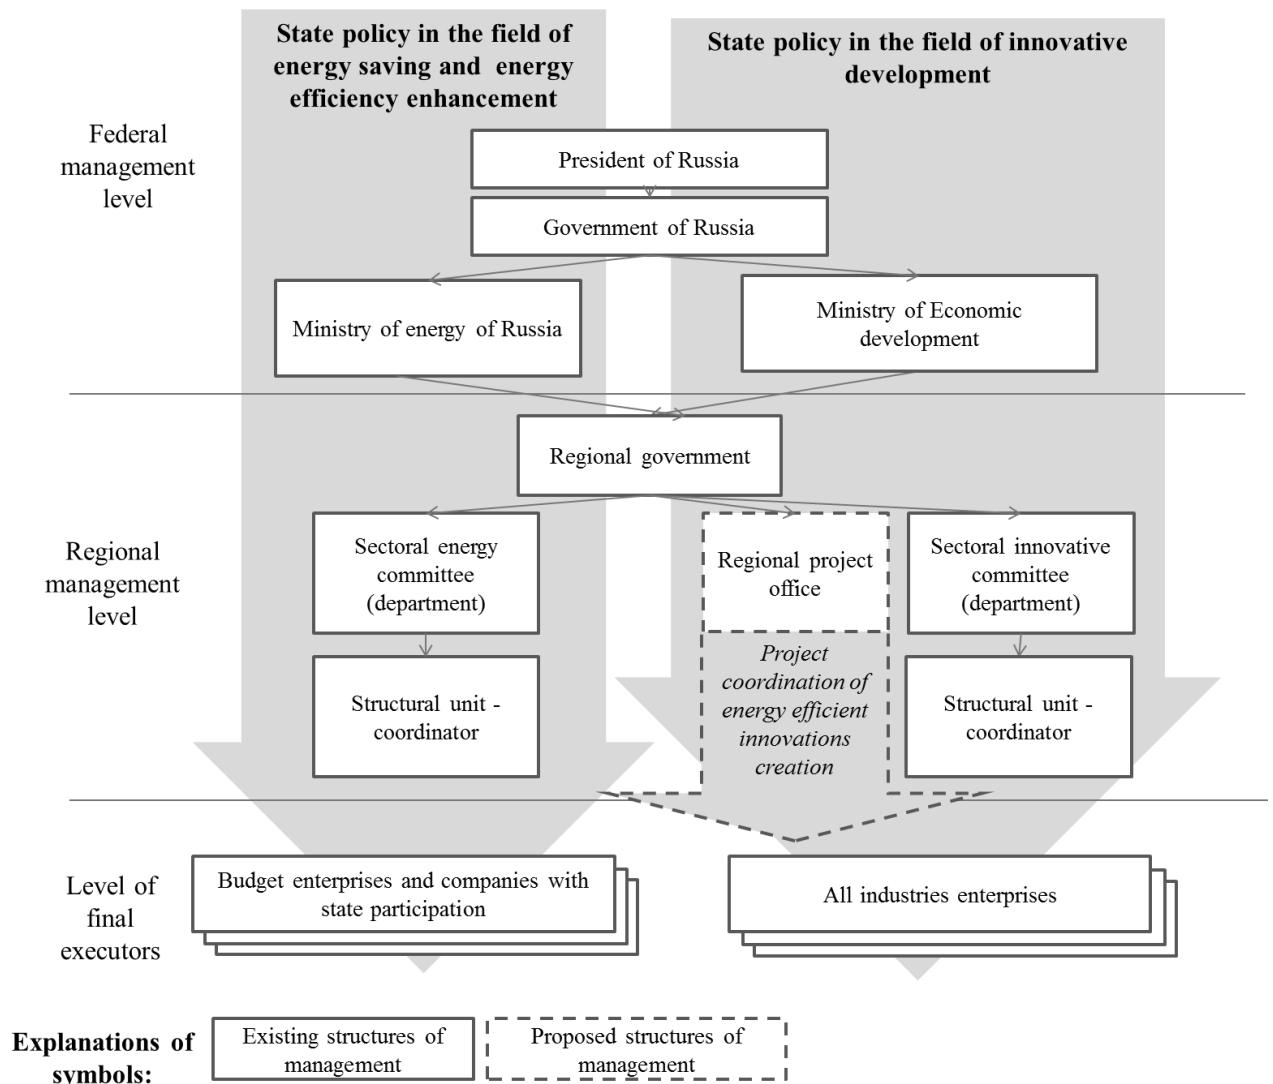 State policy in the field of
energy saving and energy
efficiency enhancement
State policy in the field of innovative
development
Federal
management
level
President of Russia
Government of Russia
Ministry of energy of Russia
Ministry of Economic
development
Regional government
Regional
management
level
Sectoral energy
committee
(department)
Regional project
office
Sectoral innovative
committee
(department)
Structural unit -
coordinator
Project
coordination of
energy efficient
innovations
creation
Structural unit -
coordinator
Level of
final
executors
Budget enterprises and companies with
state participation
All industries enterprises
Explanations of
symbols:
Existing structures of
management
Proposed structures of
management